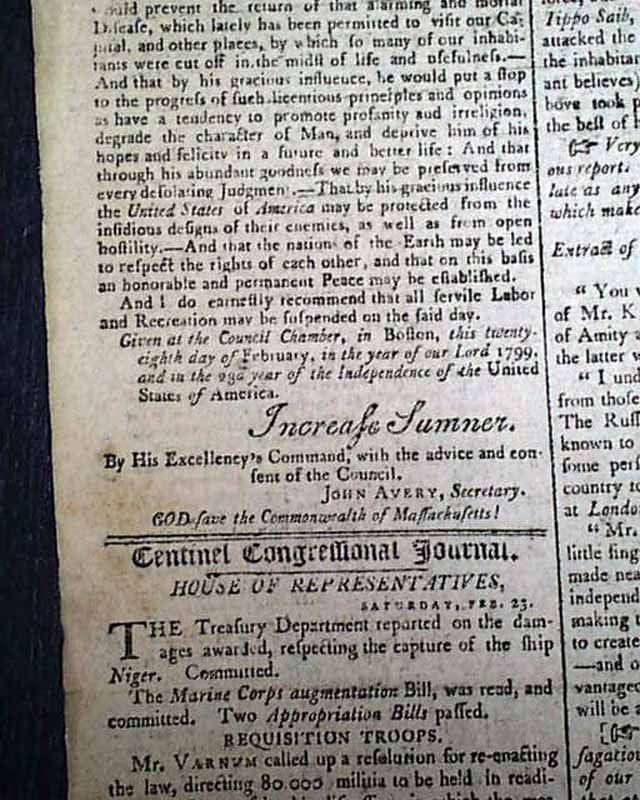 would prevent the return of that alarming and mortal
Diſeaſe, which lately has been permitted to viſit our Ca-
pital, and other places, by which ſo many of our inhabi-
tants were cut off in the midſt of life and uſefulneſs.—
And that by his gracious influence, he would put a ſtop
to the progreſs of ſuch licentious principles and opinions
as have a tendency to promote profanity and irreligion,
degrade the character of Man, and deprive him of his
hopes and felicity in a future and better life: And that
through his abundant goodneſs we may be preſerved from
every deſolating Judgment.—That by his gracious influence
the United States of America may be protected from the
inſidious deſigns of their enemies, as well as from open
hoſtility.—And that the nations of the Earth may be led
to reſpect the rights of each other, and that on this baſis
an honorable and permanent Peace may be eſtabliſhed.
And I do earneſtly recommend that all ſervile Labor
and Recreation may be ſuſpended on the ſaid day.
Given at the Council Chamber, in Boſton, this twenty-
eighth day of February, in the year of our Lord 1799,
and in the 23d year of the Independence of the United
States of America.
Increaſe Sumner.
By His Excellency's Command, with the advice and con-
ſent of the Council.
JOHN AVERY, Secretary.
GOD ſave the Commonwealth of Maſſachuſetts!
Centinel Congreſſional Journal.
HOUSE OF REPRESENTATIVES,
SATURDAY, FEB. 23.
THE Treaſury Department reported on the dam-
ages awarded, reſpecting the capture of the ſhip
Niger. Committed.
The Marine Corps augmentation Bill, was read, and
committed. Two Appropriation Bills paſſed.
REQUISITION TROOPS.
Mr. VARNUM called up a reſolution for re-enacting
the law, directing 80.000 militia to be held in readi-
Tippo Saib,
attacked the
the inhabitan
ant believes)
bove took p
the beſt of
☞ Very
ous report.
late as any
which make
Extract of
“ You v
of Mr. K
of Amity a
the latter w
“ I und
from thoſe
The Ruſſ
known to
ſome perſ
country to
at London
“ Mr.
little fing
made nea
independ
making t
to create
—and o
vantageo
will be a
[☞
ſagatiou
of our